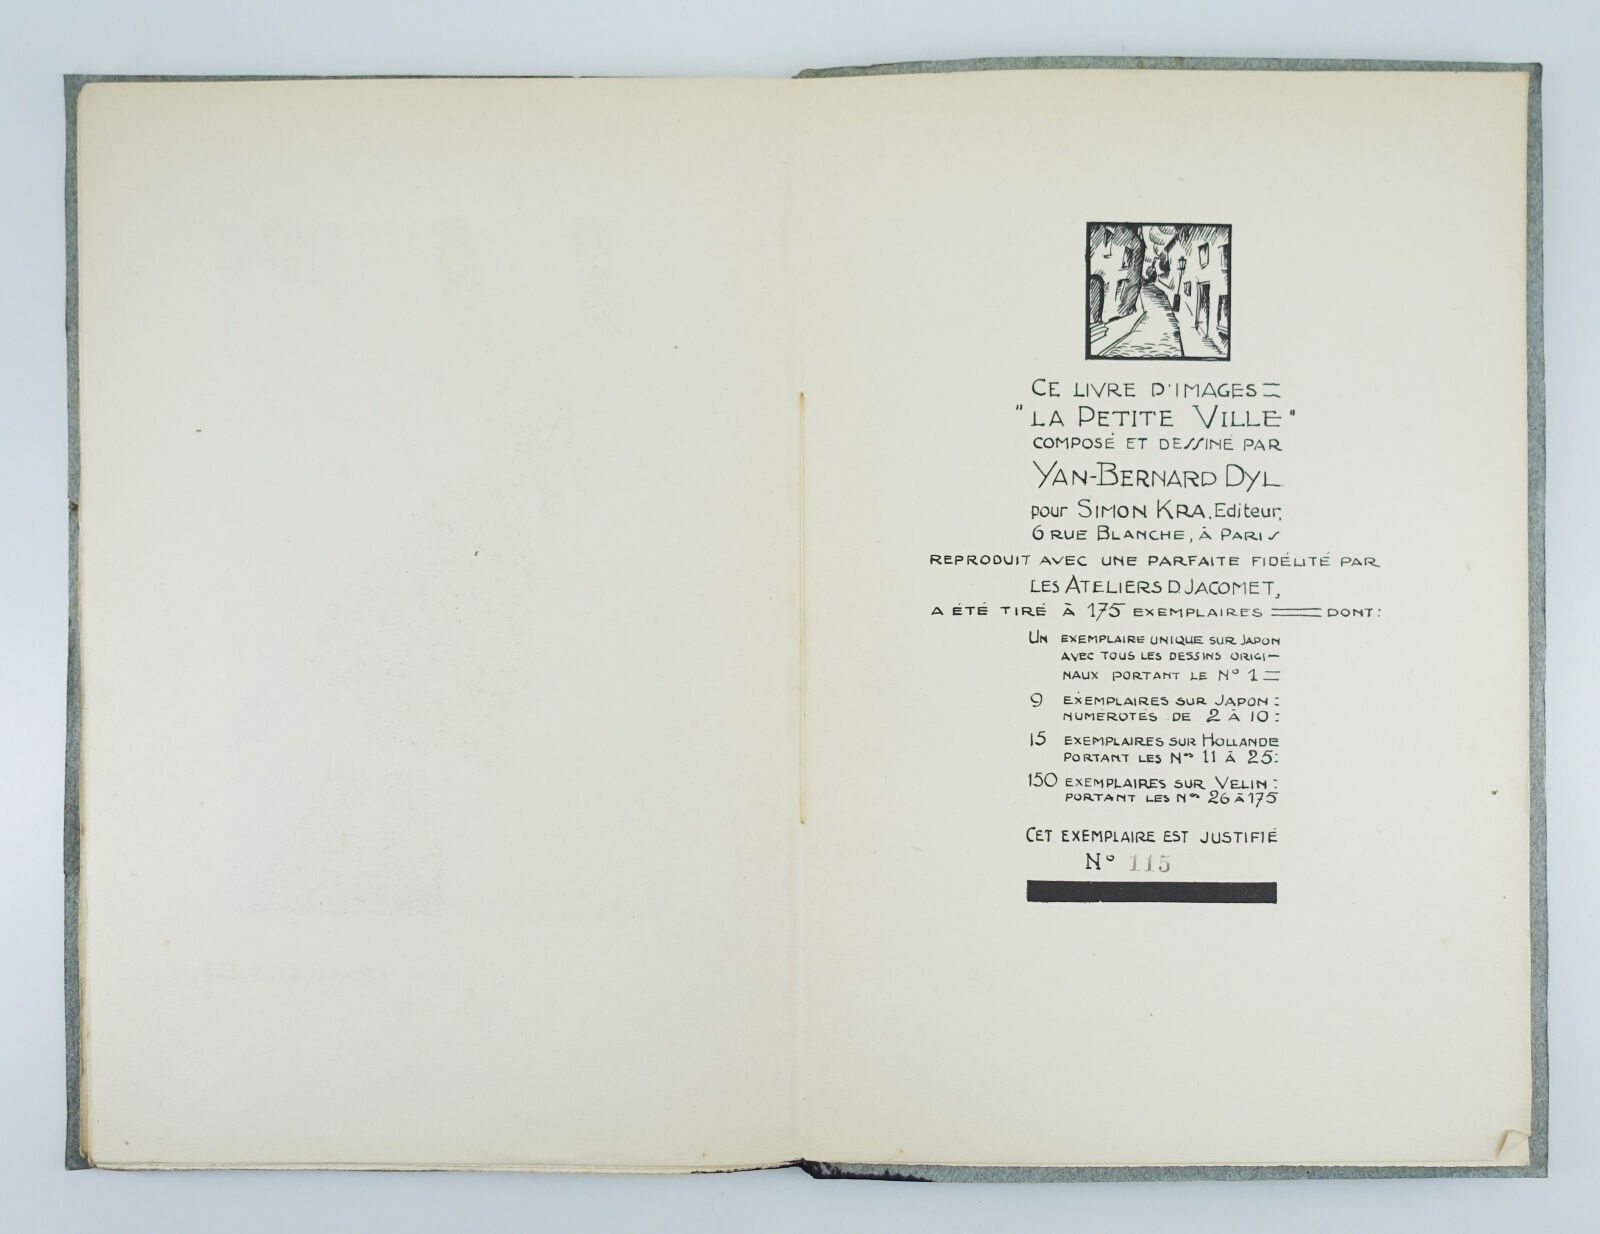 CE LIVRE D'IMAGES =
"LA PETITE VILLE"
COMPOSÉ ET DESSINÉ PAR
YAN-BERNARD DYL
pour SIMON KRA, Editeur,
6 RUE BLANCHE, À PARIS
REPRODUIT AVEC UNE PARFAITE FIDÉLITÉ PAR
LES ATELIERS D. JACOMET,
A ÉTÉ TIRÉ À 175 EXEMPLAIRES = DONT:
UN EXEMPLAIRE UNIQUE SUR JAPON
AVEC TOUS LES DESSINS ORIGI-
NAUX PORTANT LE N° 1 =
9 EXEMPLAIRES SUR JAPON:
NUMÉROTÉS DE 2 À 10:
15 EXEMPLAIRES SUR HOLLANDE
PORTANT LES Nos 11 À 25:
150 EXEMPLAIRES SUR VELIN:
PORTANT LES Nos 26 À 175
CET EXEMPLAIRE EST JUSTIFIÉ
N° 115